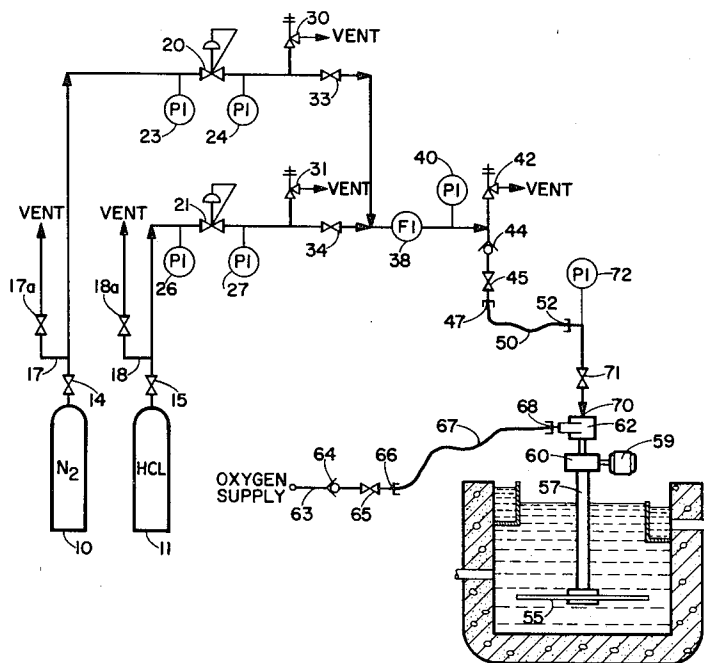 30
VENT
20
PI
PI
33
23
24
40
42
31
VENT
PI
VENT
21
VENT
VENT
FI
44
34
38
PI
PI
45
PI
72
17a
18a
26
27
52
47
50
17
18
71
14
15
70
68
67
62
59
64
66
60
N2
HCL
OXYGEN
SUPPLY
57
63
65
10
11
55